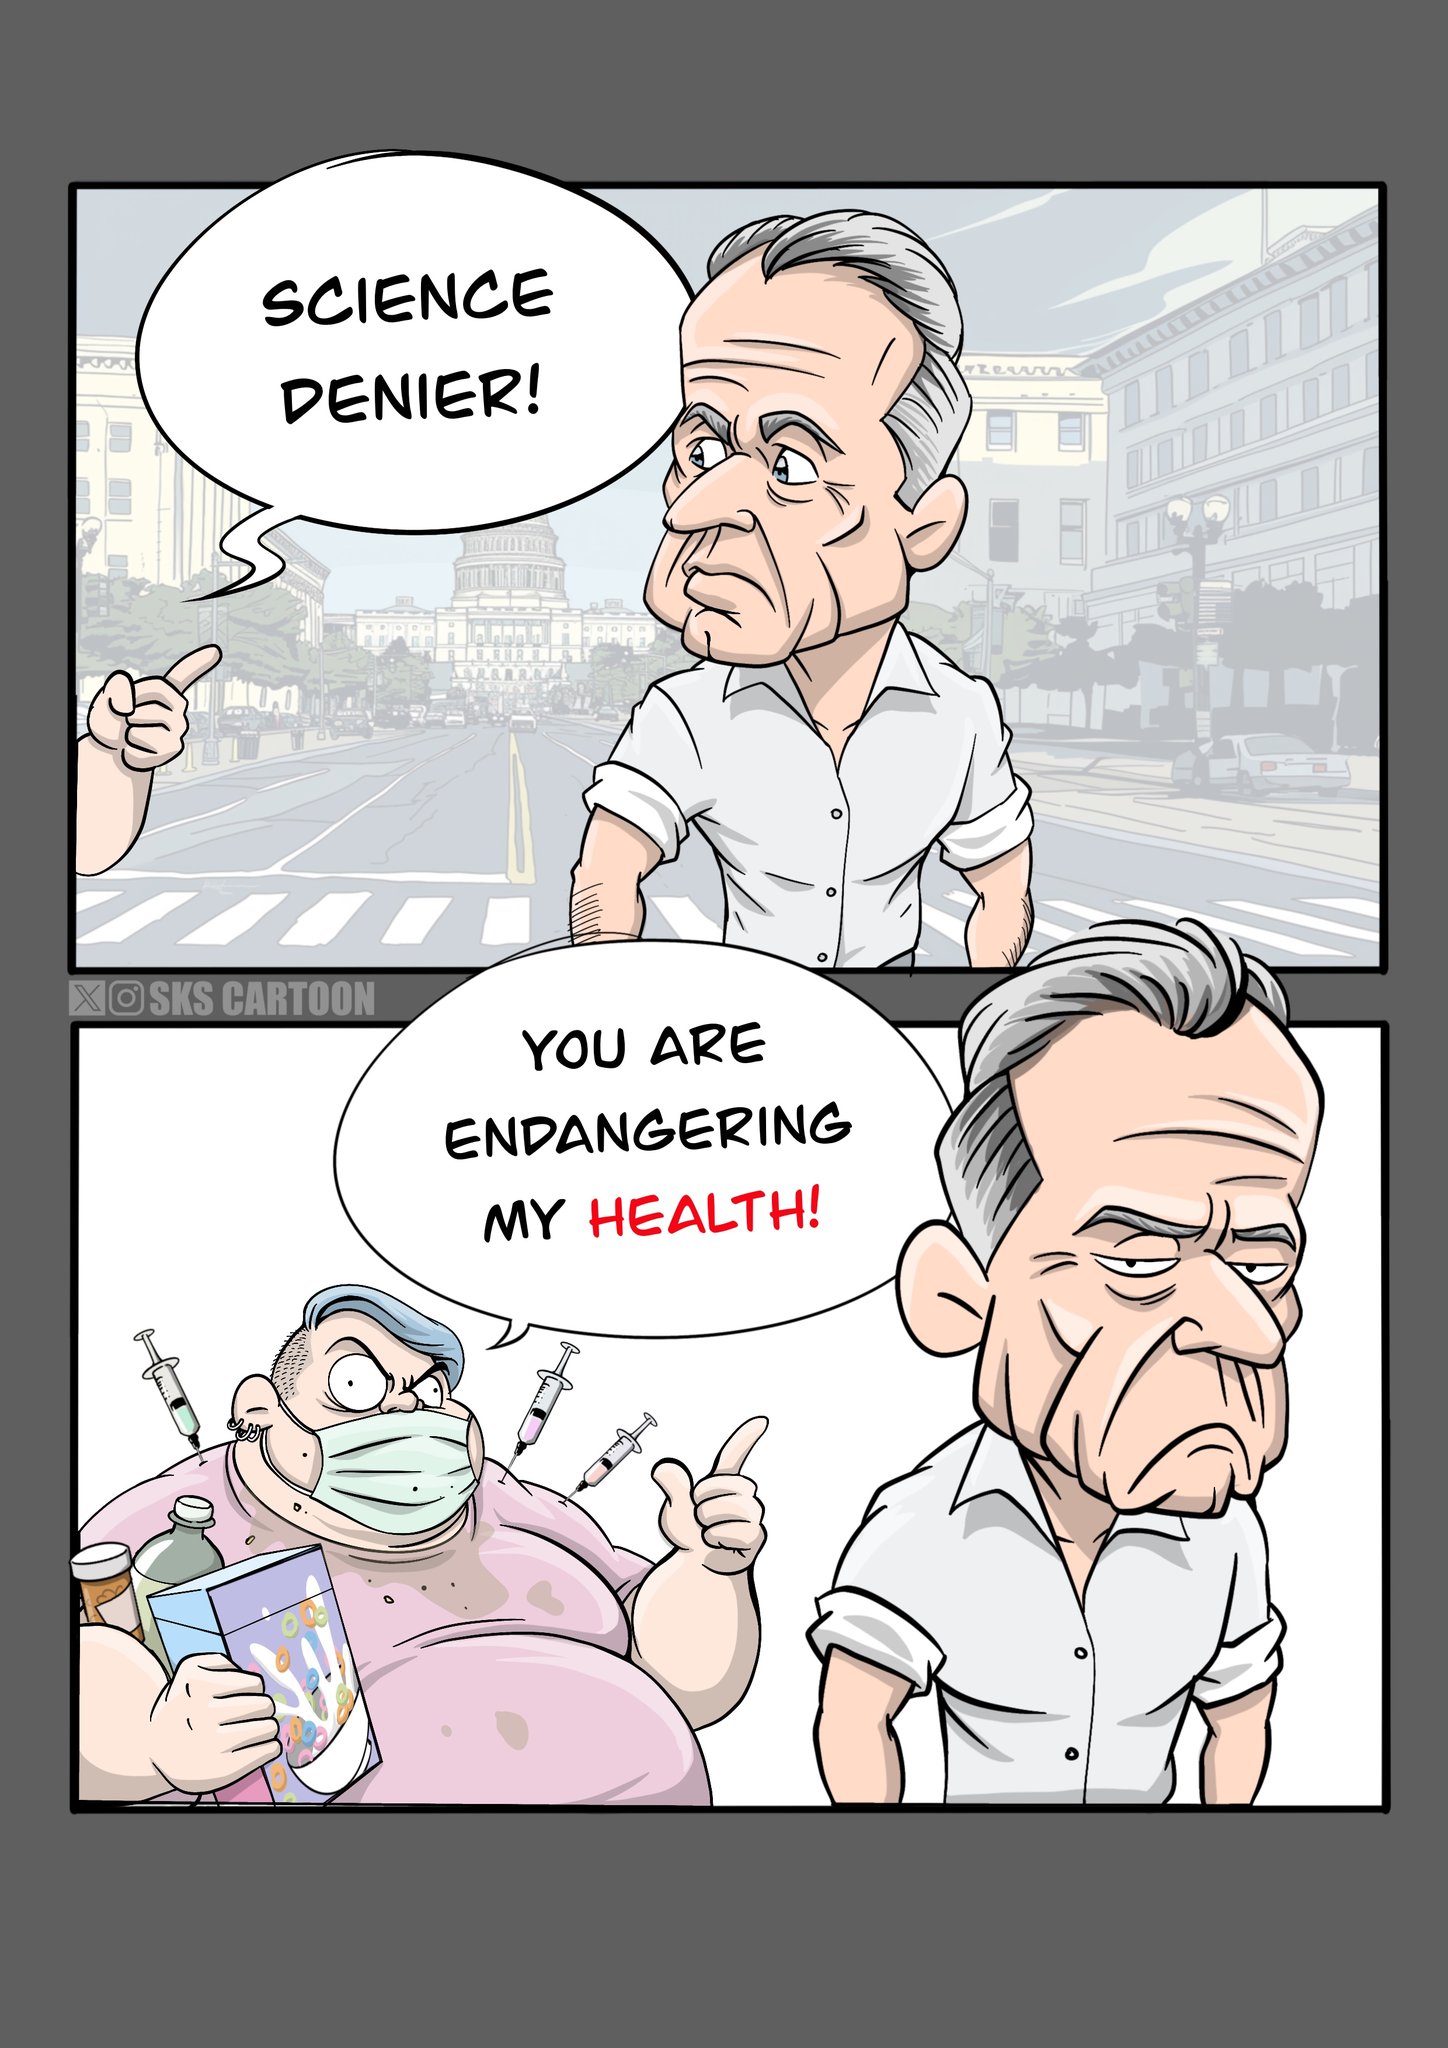 SCIENCE
DENIER!
SKS CARTOON
YOU ARE
ENDANGERING
MY HEALTH!